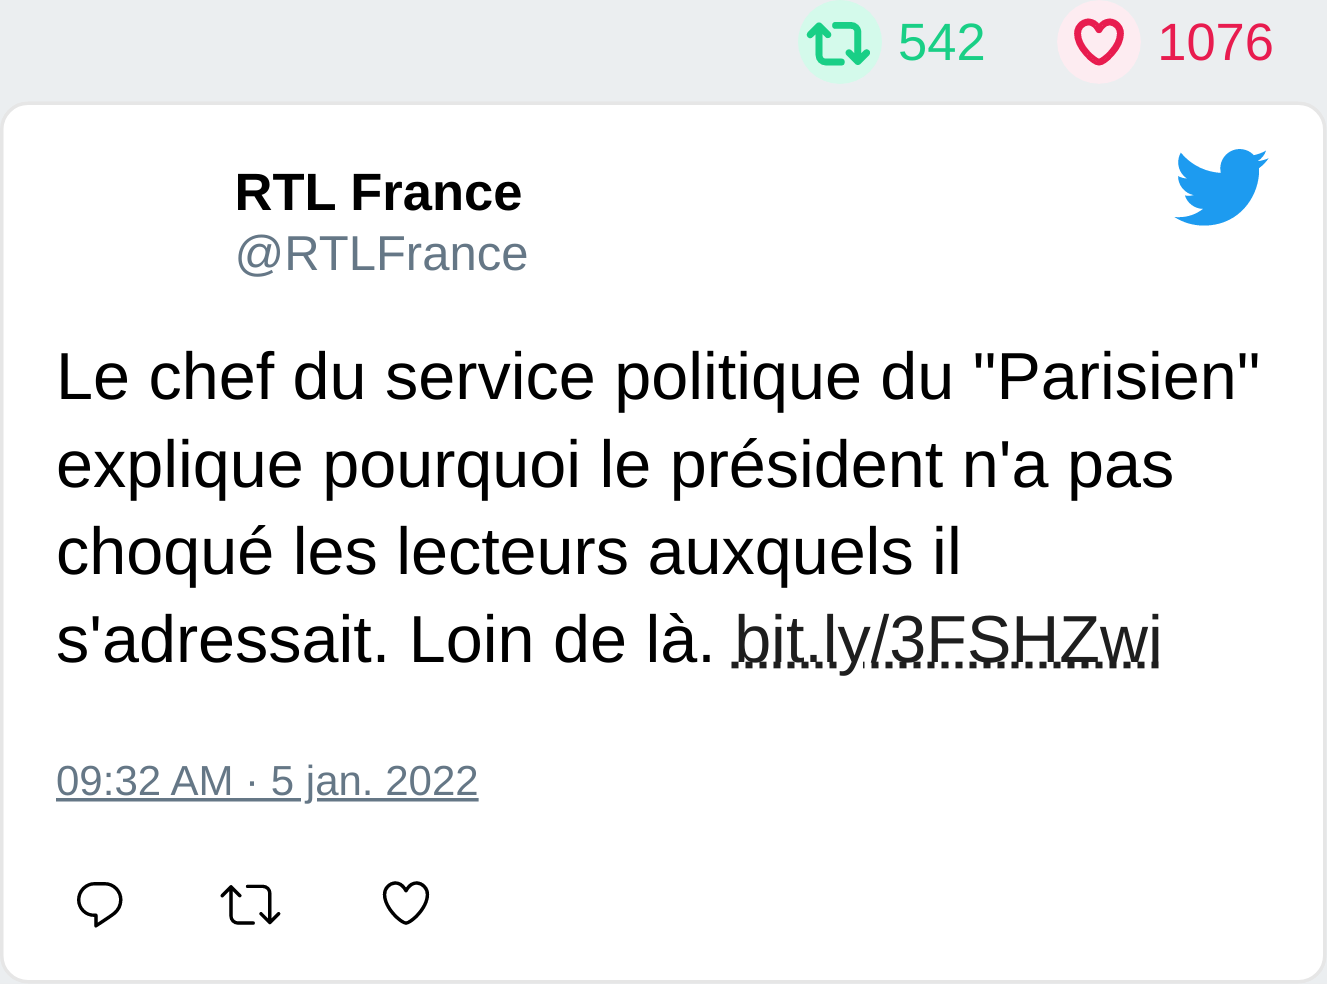 542 1076
RTL France
@RTLFrance
Le chef du service politique du "Parisien"
explique pourquoi le président n'a pas
choqué les lecteurs auxquels il
s'adressait. Loin de là. bit.ly/3FSHZwi
09:32 AM · 5 jan. 2022